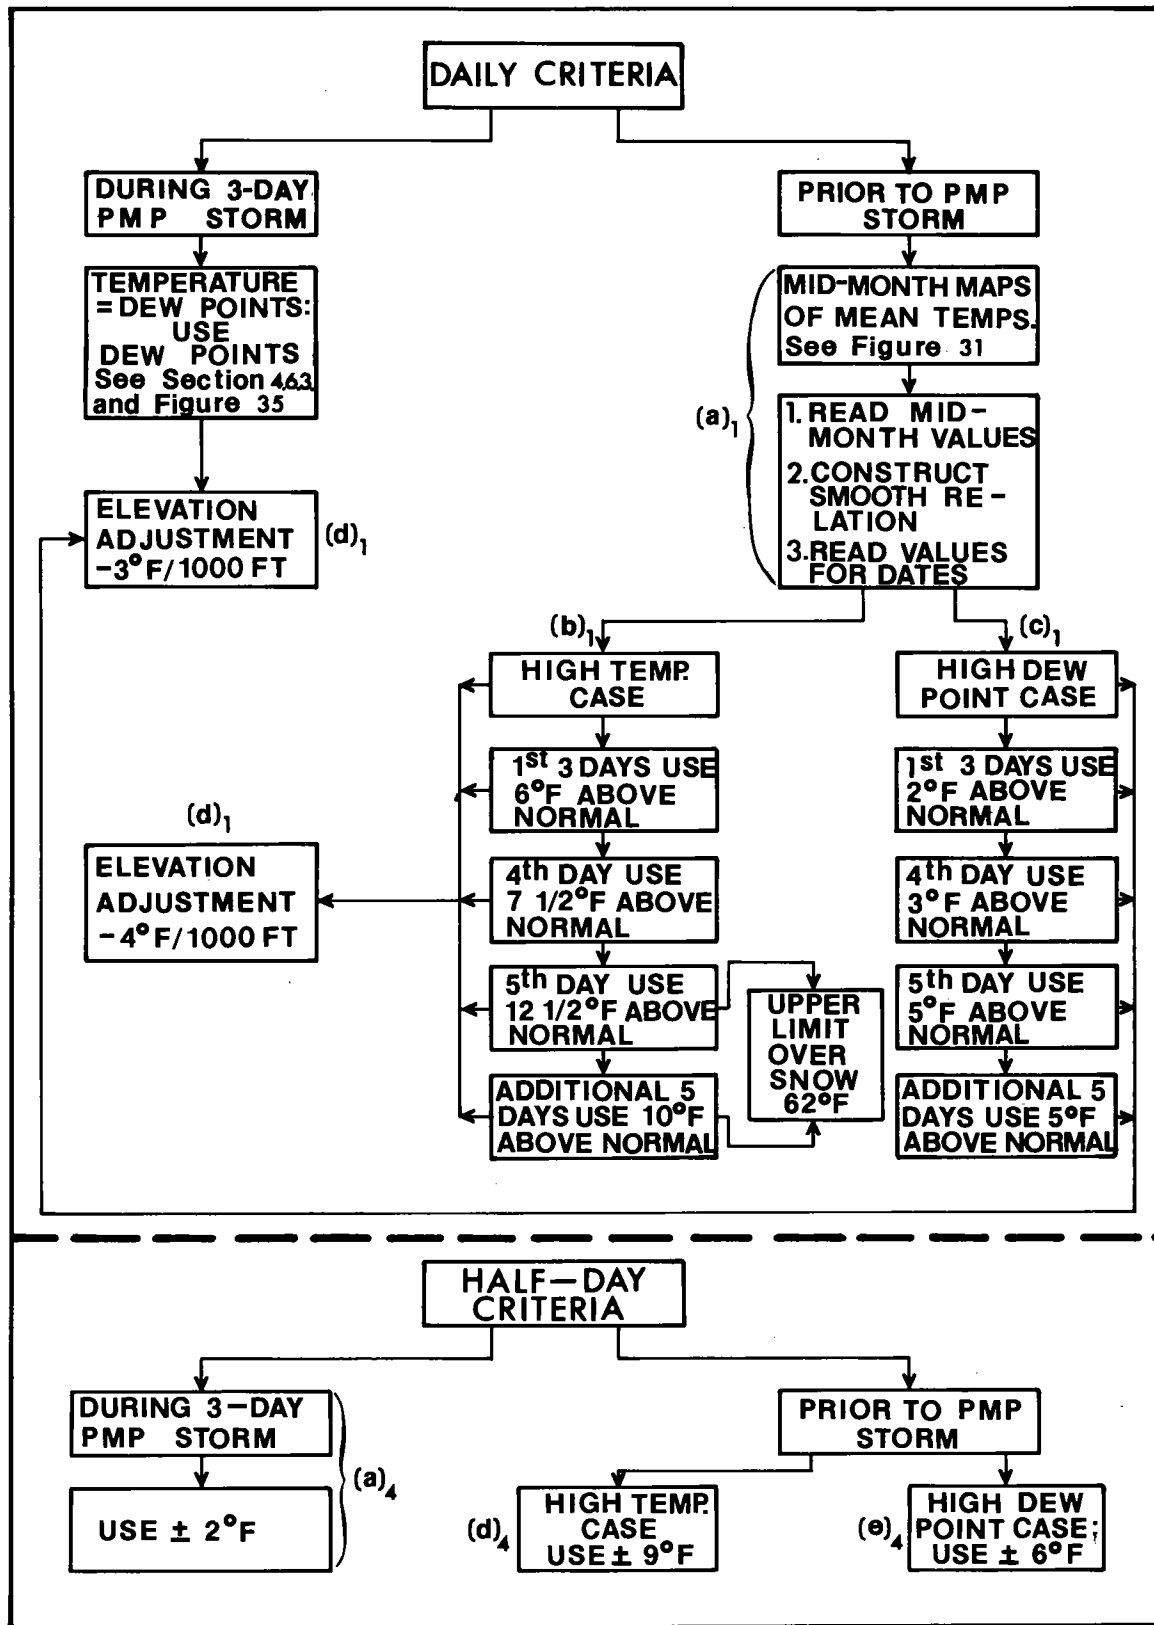 DAILY CRITERIA
DURING 3-DAY
PMP STORM
TEMPERATURE
= DEW POINTS:
USE
DEW POINTS
See Section 4.6.3
and Figure 35
ELEVATION
ADJUSTMENT
-3°F/1000 FT
(d)1
PRIOR TO PMP
STORM
MID-MONTH MAPS
OF MEAN TEMPS.
See Figure 31
(a)1
1. READ MID-
MONTH VALUES
2. CONSTRUCT
SMOOTH RE-
LATION
3. READ VALUES
FOR DATES
(b)1
HIGH TEMP.
CASE
1st 3 DAYS USE
6°F ABOVE
NORMAL
4th DAY USE
7 1/2°F ABOVE
NORMAL
5th DAY USE
12 1/2°F ABOVE
NORMAL
ADDITIONAL 5
DAYS USE 10°F
ABOVE NORMAL
(d)1
ELEVATION
ADJUSTMENT
-4°F/1000 FT
UPPER
LIMIT
OVER
SNOW
62°F
(c)1
HIGH DEW
POINT CASE
1st 3 DAYS USE
2°F ABOVE
NORMAL
4th DAY USE
3°F ABOVE
NORMAL
5th DAY USE
5°F ABOVE
NORMAL
ADDITIONAL 5
DAYS USE 5°F
ABOVE NORMAL
HALF-DAY
CRITERIA
DURING 3-DAY
PMP STORM
USE ± 2°F
(a)4
PRIOR TO PMP
STORM
(d)4
HIGH TEMP.
CASE
USE ± 9°F
(e)4
HIGH DEW
POINT CASE;
USE ± 6°F